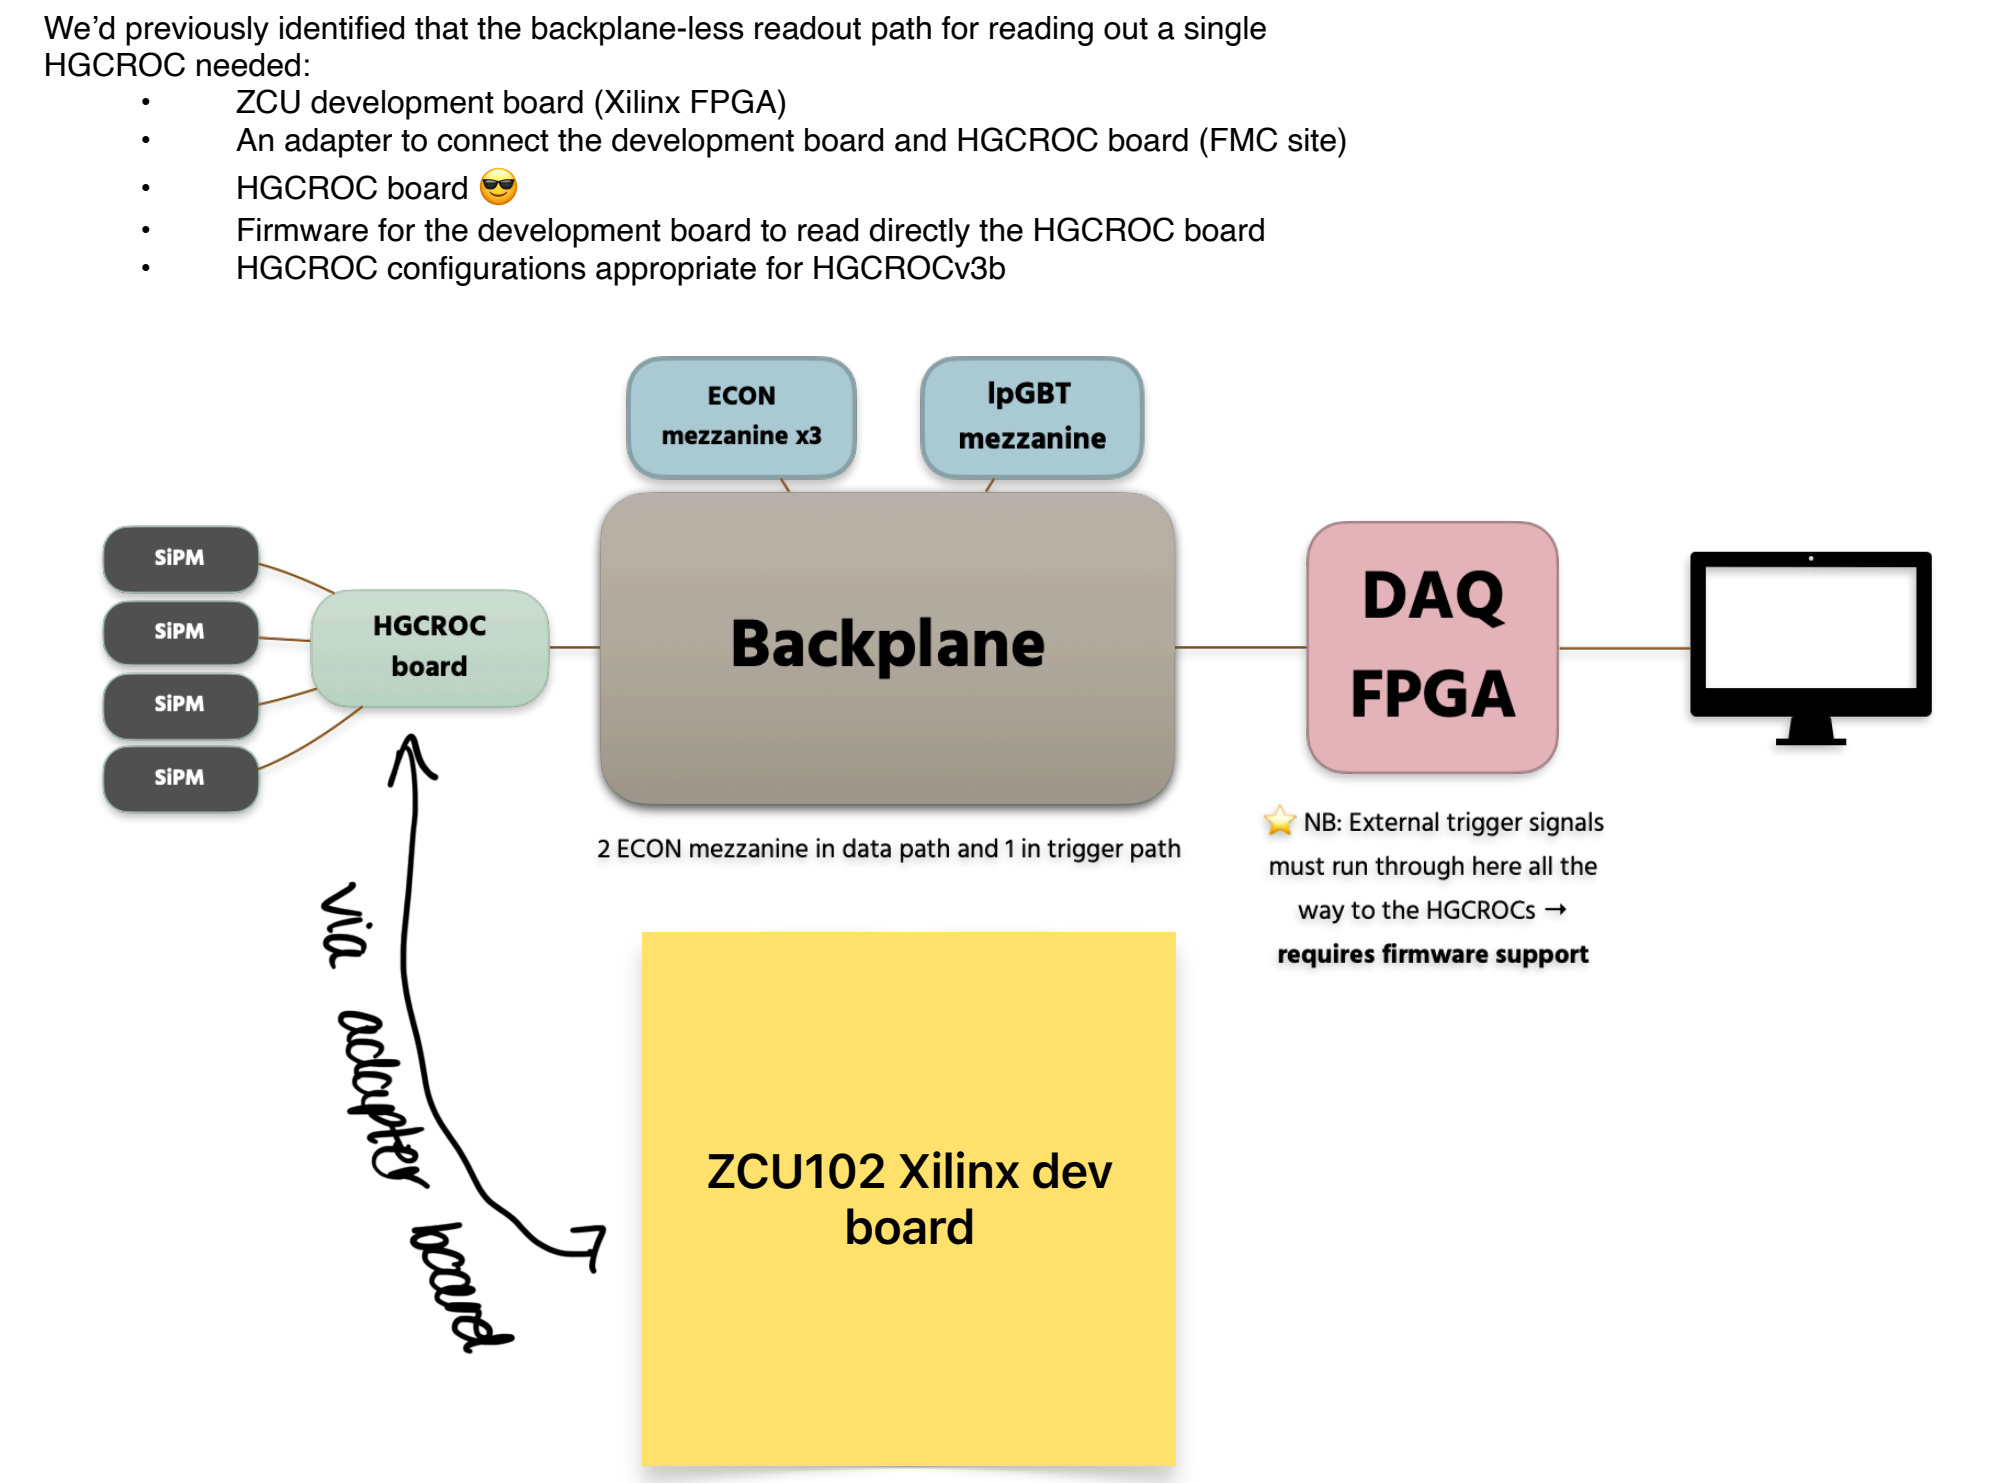 We’d previously identified that the backplane-less readout path for reading out a single
HGCROC needed:
• ZCU development board (Xilinx FPGA)
• An adapter to connect the development board and HGCROC board (FMC site)
• HGCROC board 😎
• Firmware for the development board to read directly the HGCROC board
• HGCROC configurations appropriate for HGCROCv3b
ECON
mezzanine x3
lpGBT
mezzanine
SiPM
SiPM
SiPM
SiPM
HGCROC
board
Backplane
DAQ
FPGA
2 ECON mezzanine in data path and 1 in trigger path
⭐ NB: External trigger signals
must run through here all the
way to the HGCROCs →
requires firmware support
via adapter board
ZCU102 Xilinx dev
board